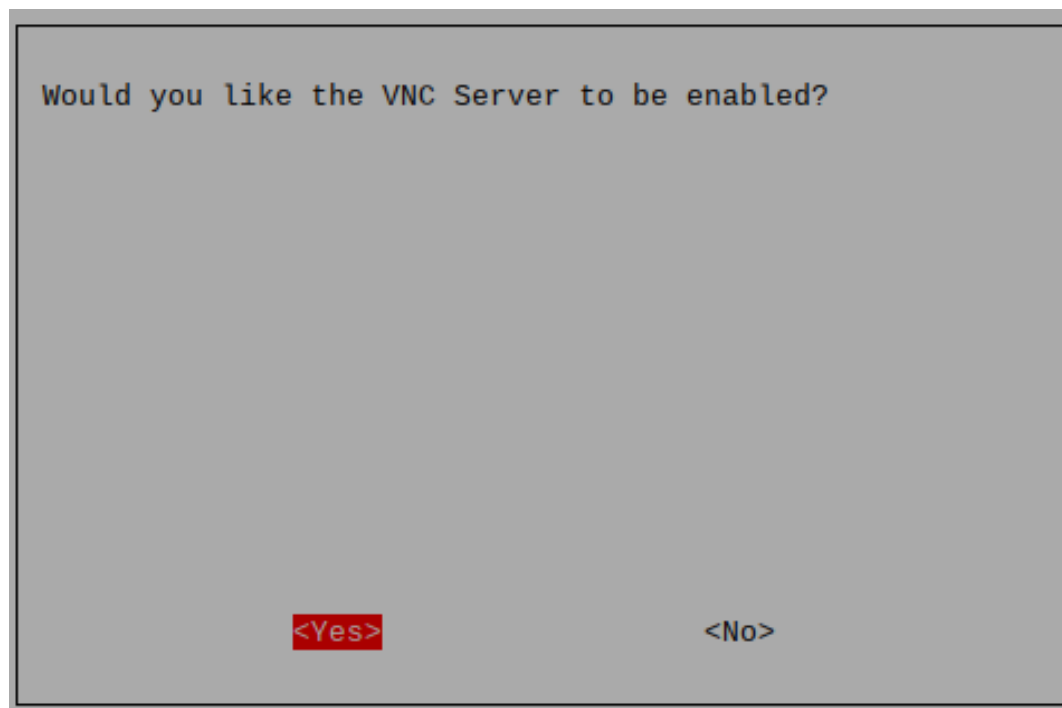 Would you like the VNC Server to be enabled?
<Yes> <No>